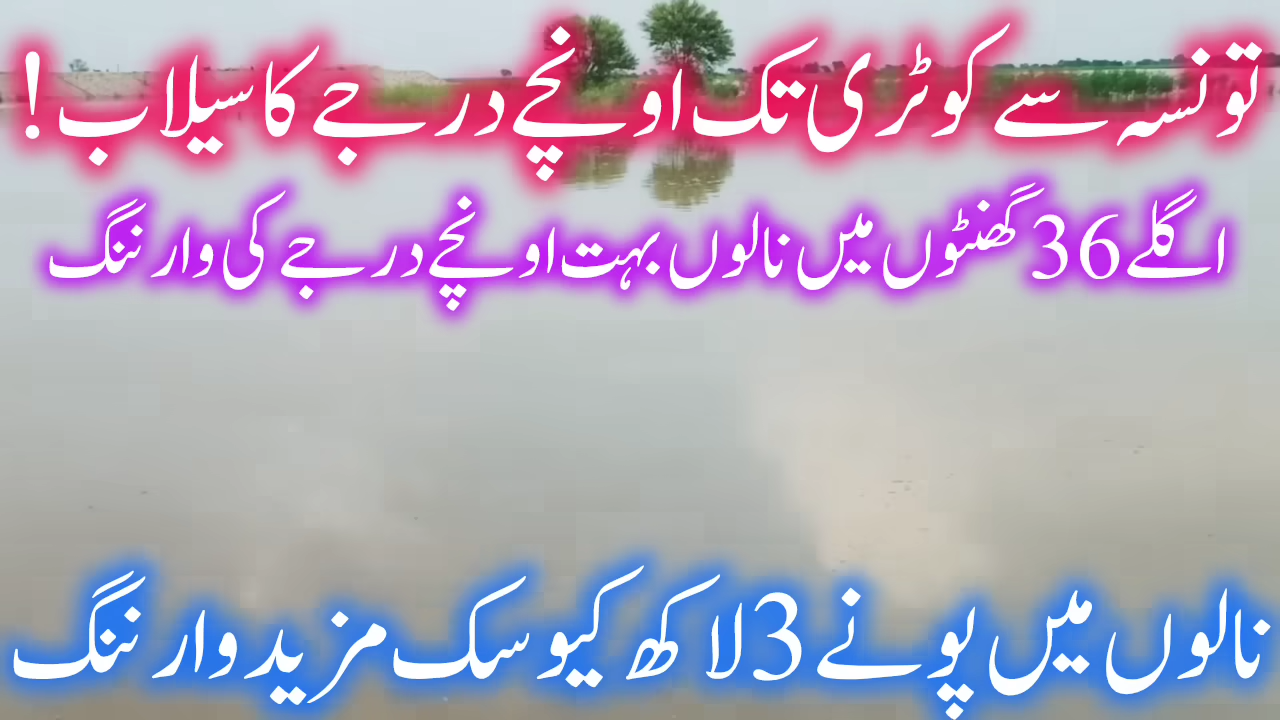 تونسہ سے کوٹری تک اونچے درجے کا سیلاب!
اگلے 36 گھنٹوں میں نالوں بہت اونچے درجے کی وارننگ
نالوں میں پونے 3 لاکھ کیوسک مزید وارننگ